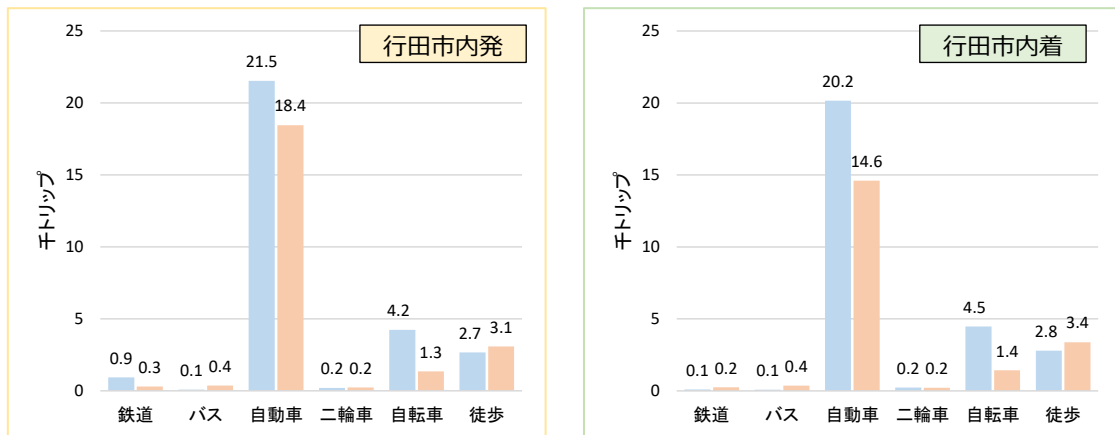 行田市内発
千トリップ
25
20
15
10
5
0
0.9
0.3
0.1
0.4
21.5
18.4
0.2
0.2
4.2
1.3
2.7
3.1
鉄道
バス
自動車
二輪車
自転車
徒歩
行田市内着
千トリップ
25
20
15
10
5
0
0.1
0.2
0.1
0.4
20.2
14.6
0.2
0.2
4.5
1.4
2.8
3.4
鉄道
バス
自動車
二輪車
自転車
徒歩